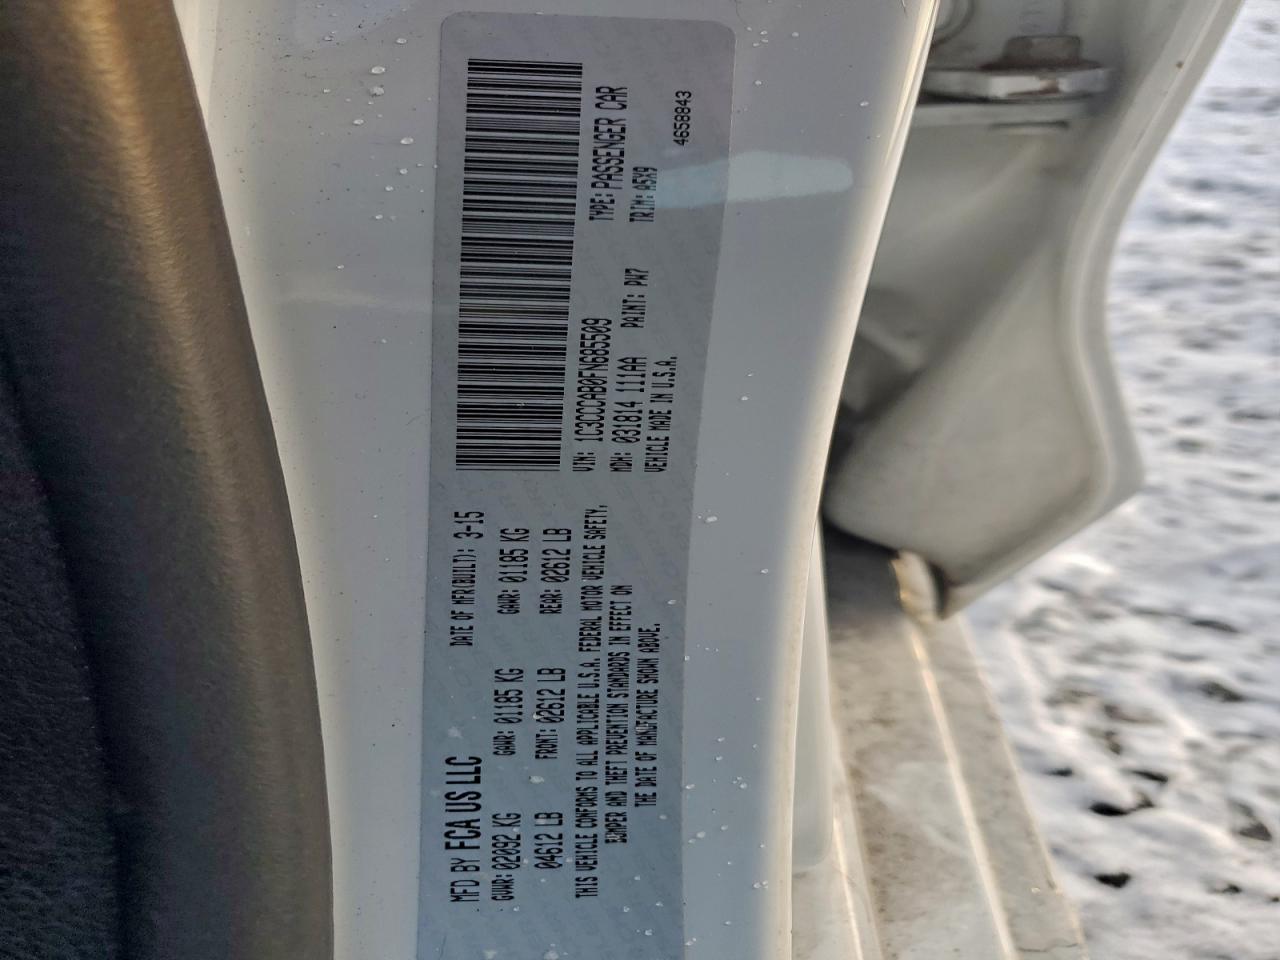 MFD BY FCA US LLC DATE OF MFR(BUILT): 3-15
GVWR: 02092 KG GAWR: 01185 KG GAWR: 01185 KG
04612 LB FRONT: 02612 LB REAR: 02612 LB
THIS VEHICLE CONFORMS TO ALL APPLICABLE U.S.A. FEDERAL MOTOR VEHICLE SAFETY,
BUMPER AND THEFT PREVENTION STANDARDS IN EFFECT ON
THE DATE OF MANUFACTURE SHOWN ABOVE.
VIN: 1C3CCCAB0FN685509 TYPE: PASSENGER CAR
MDH: 031814 111AA PAINT: PW7 TRIM: A5X9
VEHICLE MADE IN U.S.A. 4658843